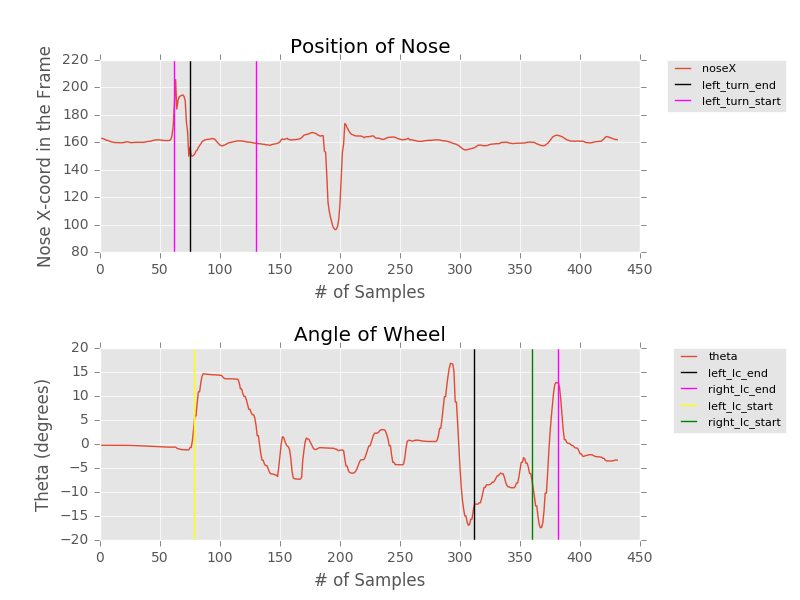 Position of Nose
Nose X-coord in the Frame
220
200
180
160
140
120
100
80
0 50 100 150 200 250 300 350 400 450
# of Samples
noseX
left_turn_end
left_turn_start
Angle of Wheel
Theta (degrees)
20
15
10
5
0
−5
−10
−15
−20
0 50 100 150 200 250 300 350 400 450
# of Samples
theta
left_lc_end
right_lc_end
left_lc_start
right_lc_start